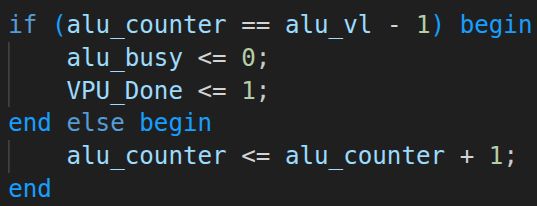 if (alu_counter == alu_vl - 1) begin
    alu_busy <= 0;
    VPU_Done <= 1;
end else begin
    alu_counter <= alu_counter + 1;
end